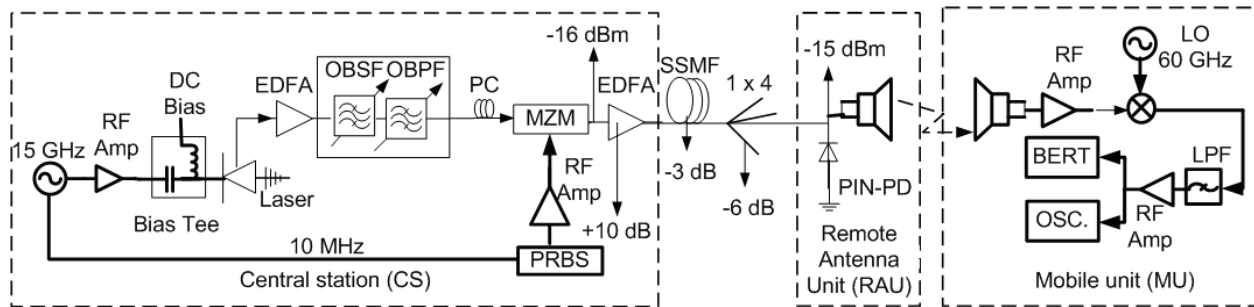 15 GHz
RF
Amp
DC
Bias
Bias Tee
Laser
EDFA
OBSF
OBPF
PC
MZM
-16 dBm
EDFA
RF
Amp
+10 dB
PRBS
10 MHz
Central station (CS)
SSMF
-3 dB
1 x 4
-6 dB
-15 dBm
PIN-PD
Remote
Antenna
Unit (RAU)
RF
Amp
LO
60 GHz
LPF
RF
Amp
BERT
OSC.
Mobile unit (MU)